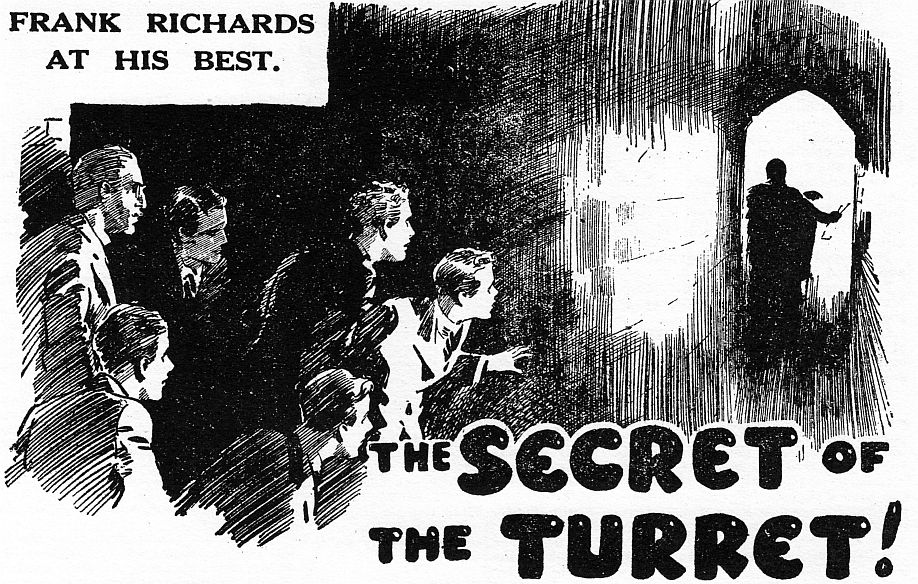 FRANK RICHARDS
AT HIS BEST.
THE SECRET OF
THE TURRET!